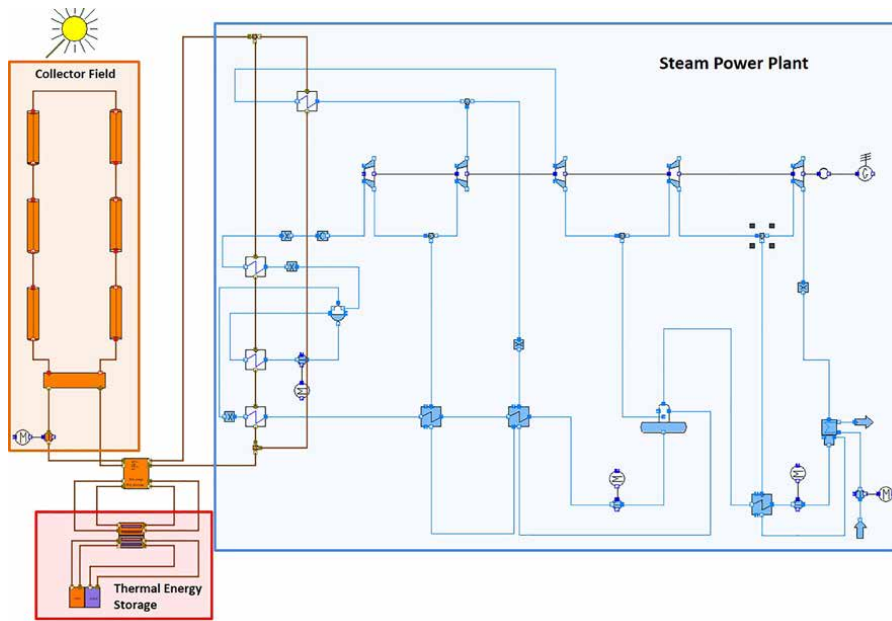 Collector Field
Steam Power Plant
G
M
M
M
M
M
Thermal Energy
Storage